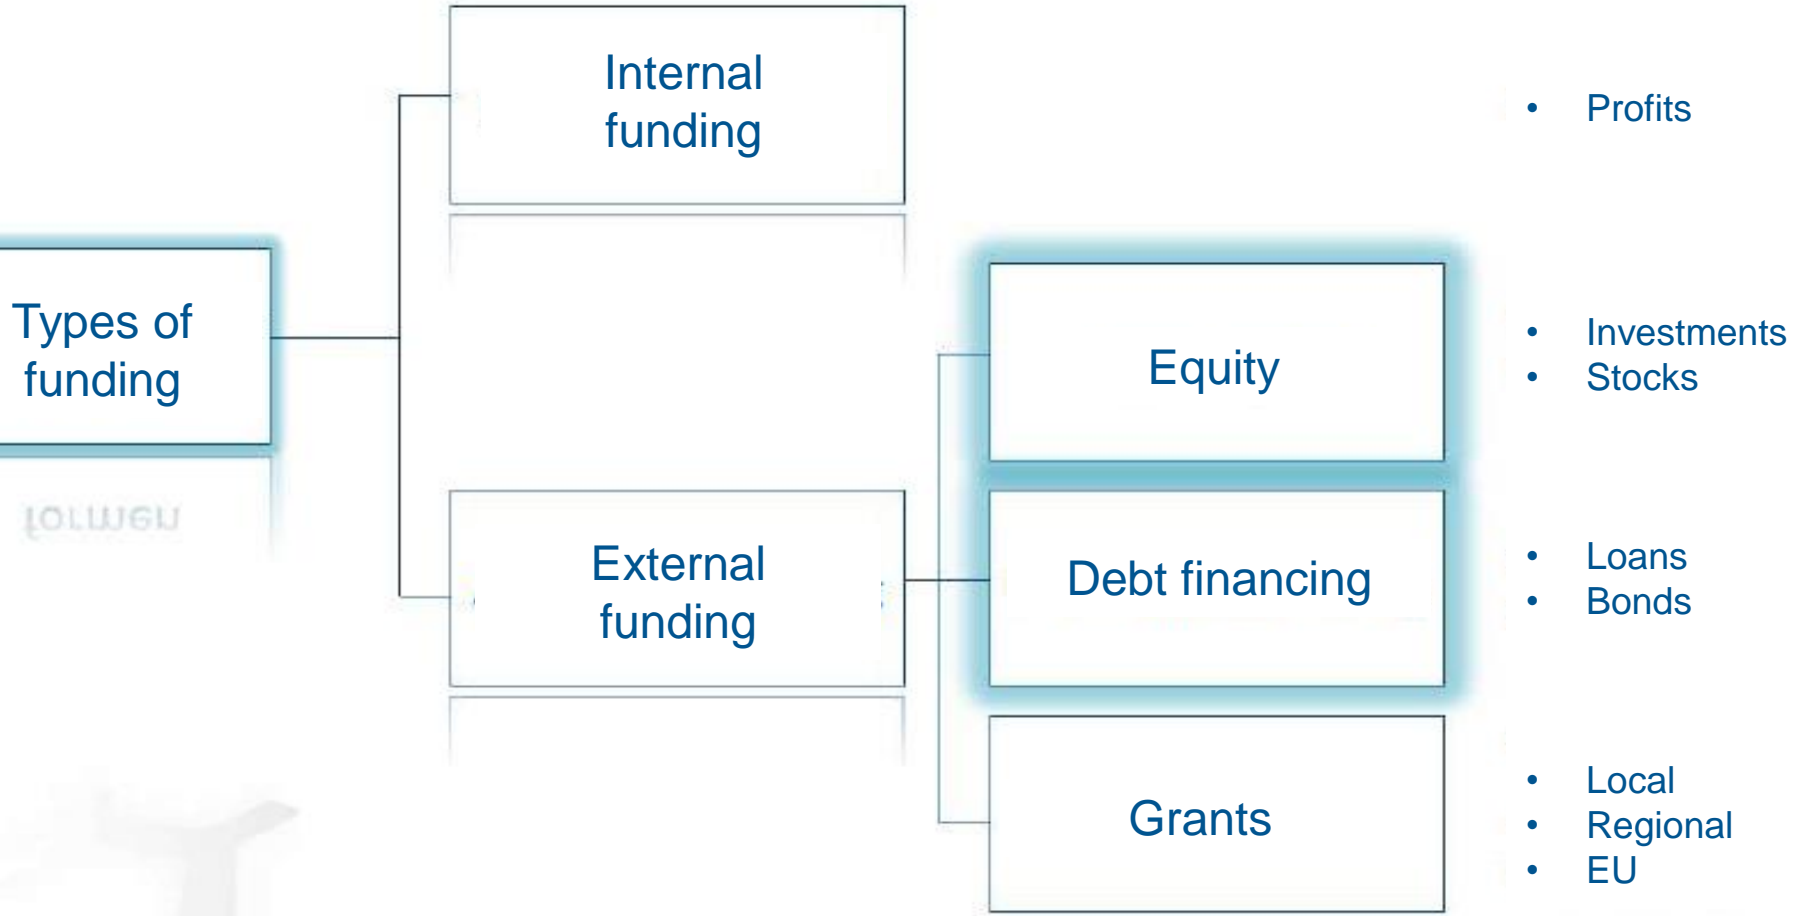 Internal
funding
• Profits
Types of
funding
formen
Equity
• Investments
• Stocks
External
funding
Debt financing
• Loans
• Bonds
Grants
• Local
• Regional
• EU